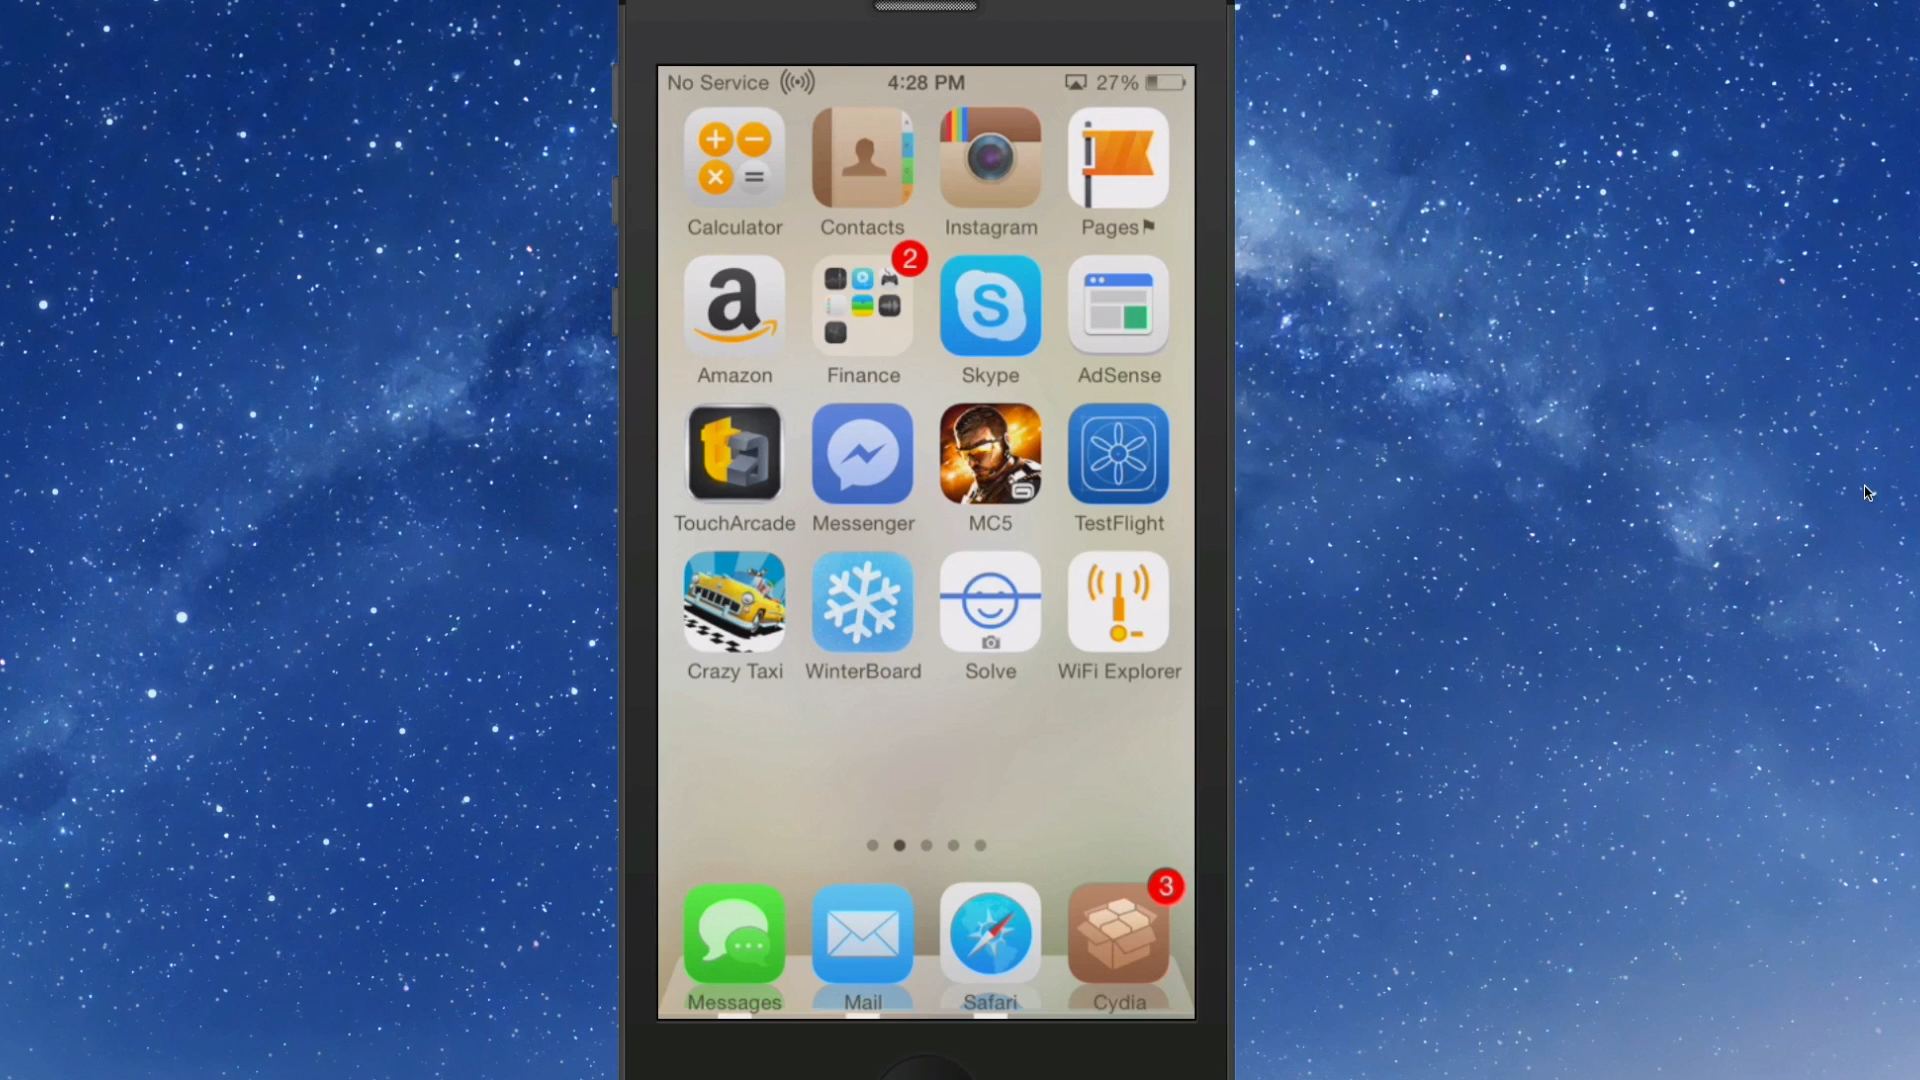 No Service 4:28 PM 27%
Calculator Contacts Instagram Pages
2
Amazon Finance Skype AdSense
TouchArcade Messenger MC5 TestFlight
Crazy Taxi WinterBoard Solve WiFi Explorer
3
Messages Mail Safari Cydia